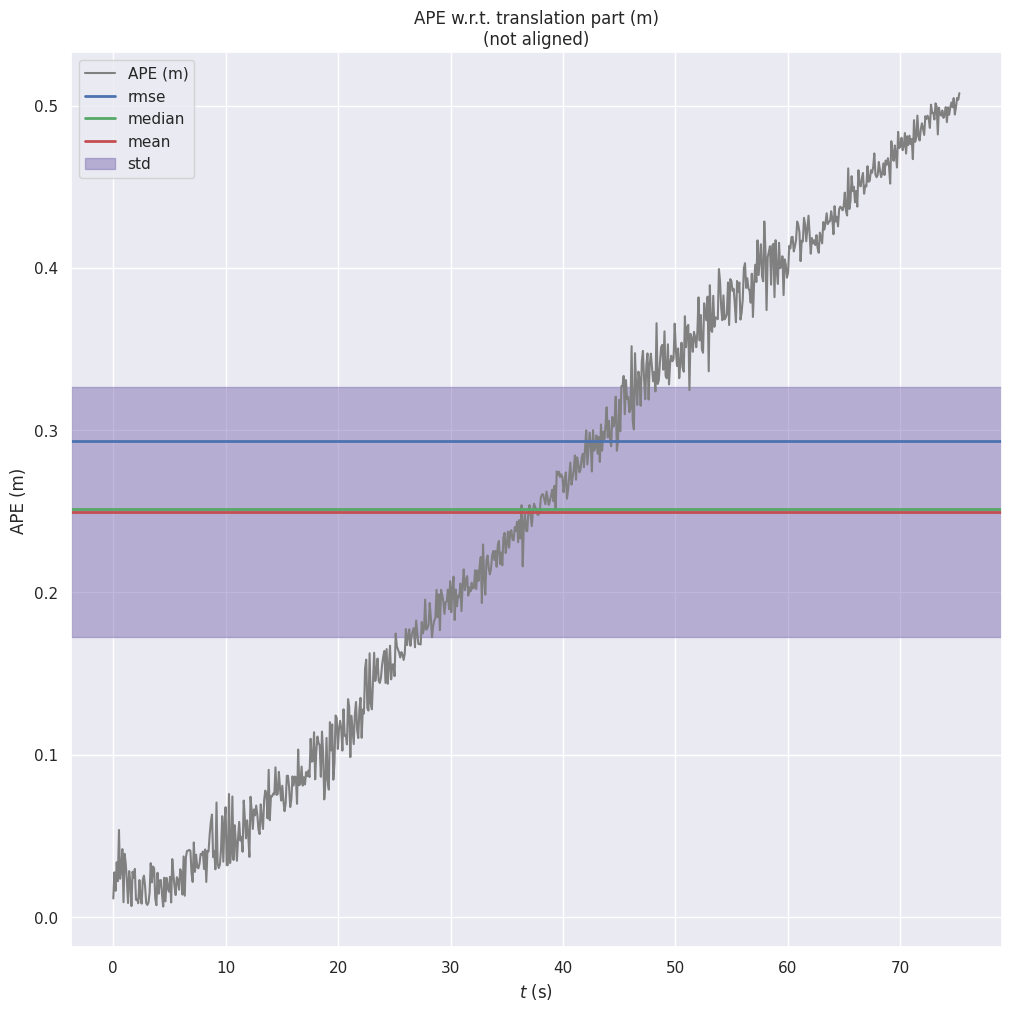 APE w.r.t. translation part (m)
(not aligned)
APE (m)
rmse
median
mean
std
APE (m)
0.5
0.4
0.3
0.2
0.1
0.0
0 10 20 30 40 50 60 70
t (s)